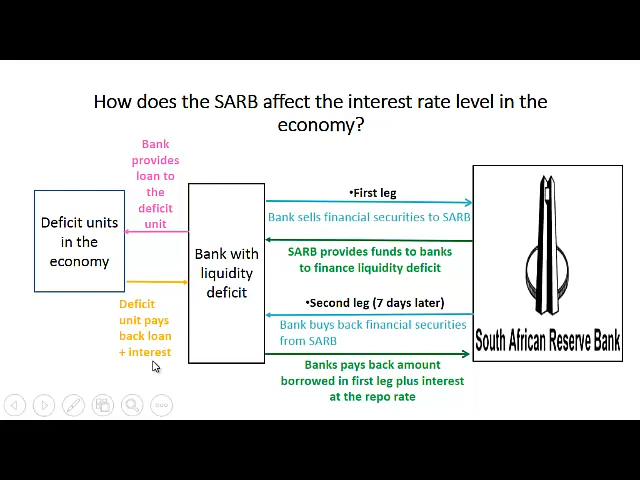 How does the SARB affect the interest rate level in the
economy?
Bank
provides
loan to
the
deficit
unit
Deficit units
in the
economy
Deficit
unit pays
back loan
+ interest
Bank with
liquidity
deficit
•First leg
Bank sells financial securities to SARB
SARB provides funds to banks
to finance liquidity deficit
•Second leg (7 days later)
Bank buys back financial securities
from SARB
Banks pays back amount
borrowed in first leg plus interest
at the repo rate
South African Reserve Bank